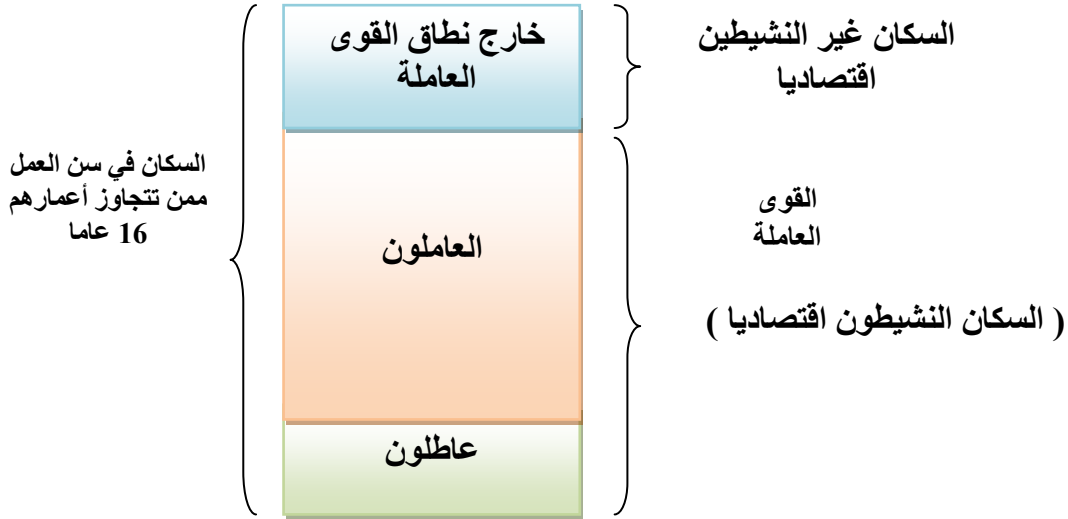 السكان غير النشيطين
اقتصاديا
خارج نطاق القوى
العاملة
السكان في سن العمل
ممن تتجاوز أعمارهم
16 عاما
القوى
العاملة
العاملون
( السكان النشيطون اقتصاديا )
عاطلون